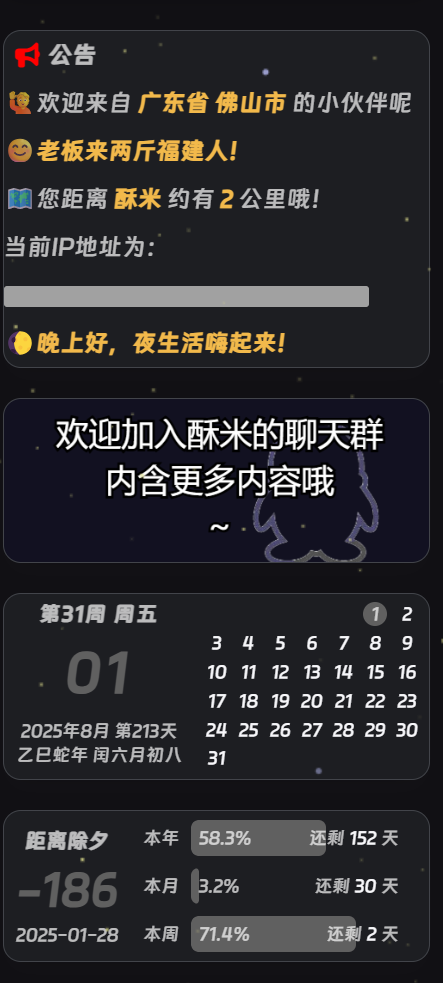 公告
欢迎来自 广东省 佛山市 的小伙伴呢
老板来两斤福建人!
您距离 酥米 约有 2 公里哦!
当前IP地址为:
晚上好，夜生活嗨起来!
欢迎加入酥米的聊天群
内含更多内容哦
~
第31周 周五
01
2025年8月 第213天
乙巳蛇年 闰六月初八
1 2
3 4 5 6 7 8 9
10 11 12 13 14 15 16
17 18 19 20 21 22 23
24 25 26 27 28 29 30
31
距离除夕
-186
2025-01-28
本年 58.3% 还剩 152 天
本月 3.2% 还剩 30 天
本周 71.4% 还剩 2 天